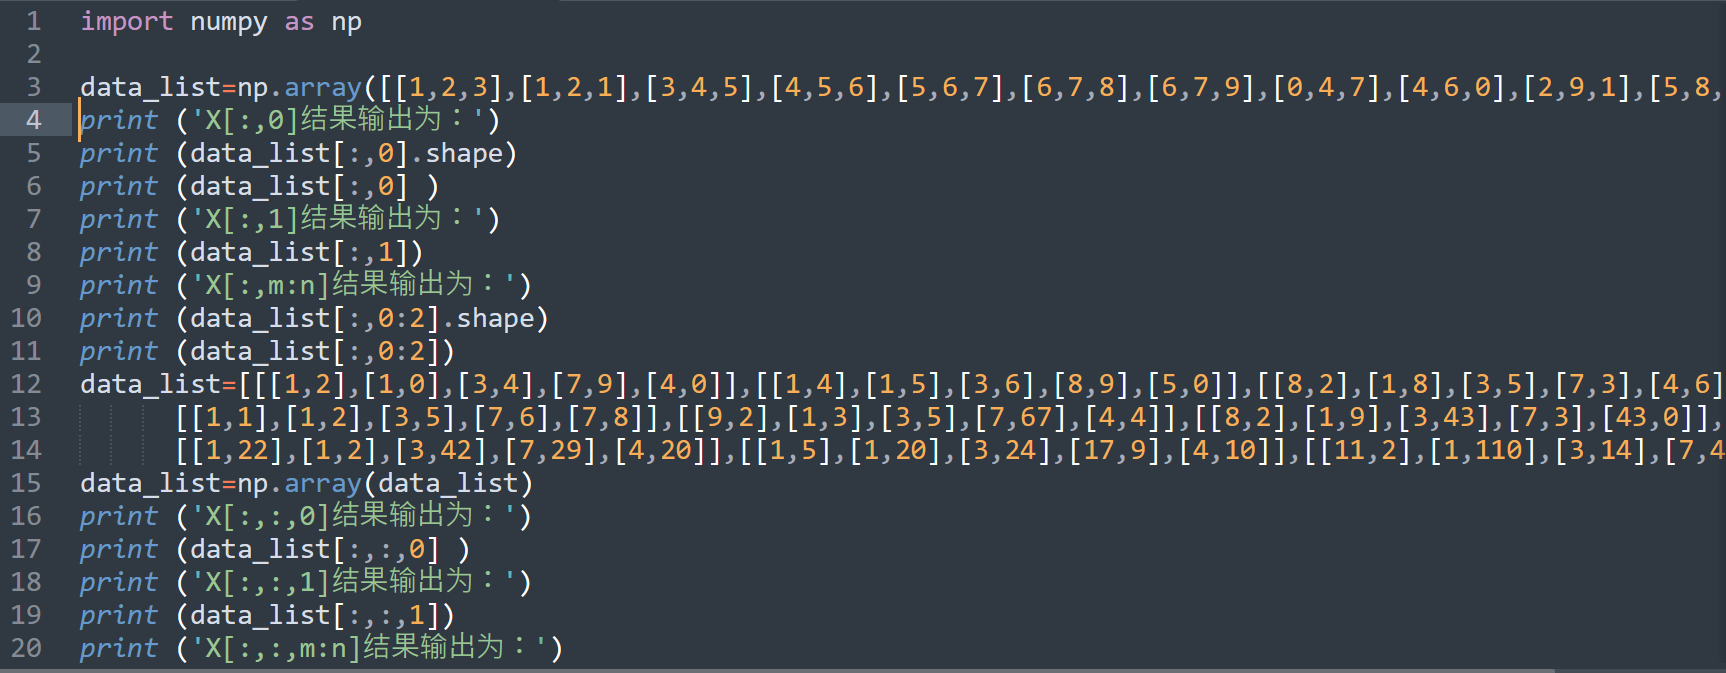 1 import numpy as np
2
3 data_list=np.array([[1,2,3],[1,2,1],[3,4,5],[4,5,6],[5,6,7],[6,7,8],[6,7,9],[0,4,7],[4,6,0],[2,9,1],[5,8,
4 print ('X[:,0]结果输出为：')
5 print (data_list[:,0].shape)
6 print (data_list[:,0] )
7 print ('X[:,1]结果输出为：')
8 print (data_list[:,1])
9 print ('X[:,m:n]结果输出为：')
10 print (data_list[:,0:2].shape)
11 print (data_list[:,0:2])
12 data_list=[[[1,2],[1,0],[3,4],[7,9],[4,0]],[[1,4],[1,5],[3,6],[8,9],[5,0]],[[8,2],[1,8],[3,5],[7,3],[4,6]
13 [[1,1],[1,2],[3,5],[7,6],[7,8]],[[9,2],[1,3],[3,5],[7,67],[4,4]],[[8,2],[1,9],[3,43],[7,3],[43,0]],
14 [[1,22],[1,2],[3,42],[7,29],[4,20]],[[1,5],[1,20],[3,24],[17,9],[4,10]],[[11,2],[1,110],[3,14],[7,4
15 data_list=np.array(data_list)
16 print ('X[:,:,0]结果输出为：')
17 print (data_list[:,:,0] )
18 print ('X[:,:,1]结果输出为：')
19 print (data_list[:,:,1])
20 print ('X[:,:,m:n]结果输出为：')